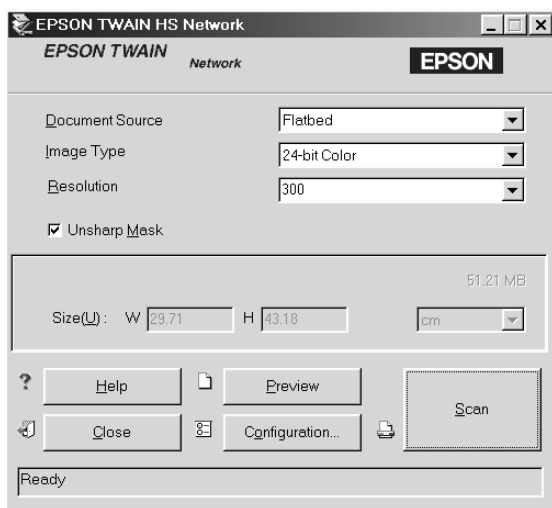 EPSON TWAIN HS Network
EPSON TWAIN Network
EPSON
Document Source Flatbed
Image Type 24-bit Color
Resolution 300
Unsharp Mask
51.21 MB
Size(U) : W 29.71 H 43.18 cm
? Help Preview
Scan
Close Configuration...
Ready